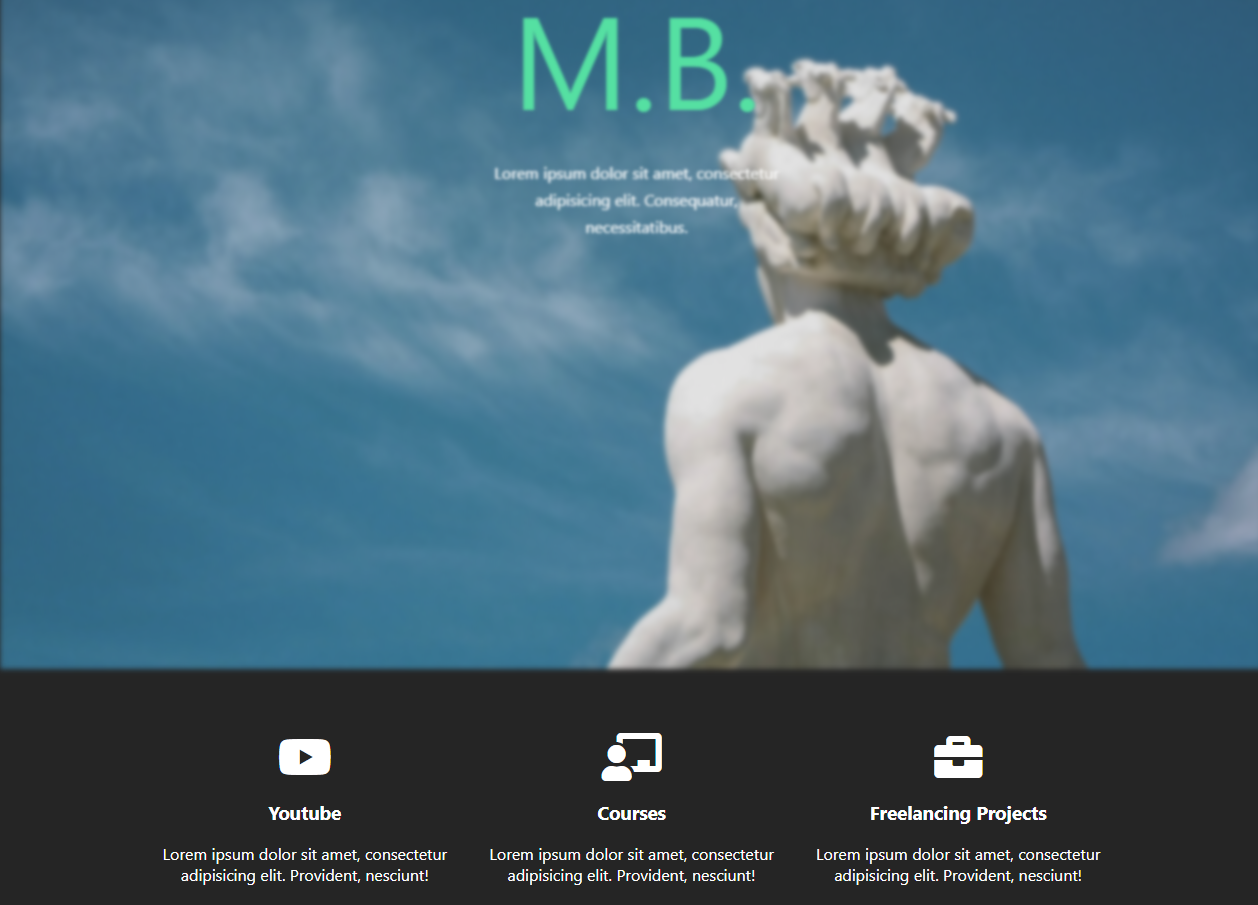 M.B.
Lorem ipsum dolor sit amet, consectetur
adipisicing elit. Consequatur,
necessitatibus.
Youtube
Courses
Freelancing Projects
Lorem ipsum dolor sit amet, consectetur
adipisicing elit. Provident, nesciunt!
Lorem ipsum dolor sit amet, consectetur
adipisicing elit. Provident, nesciunt!
Lorem ipsum dolor sit amet, consectetur
adipisicing elit. Provident, nesciunt!